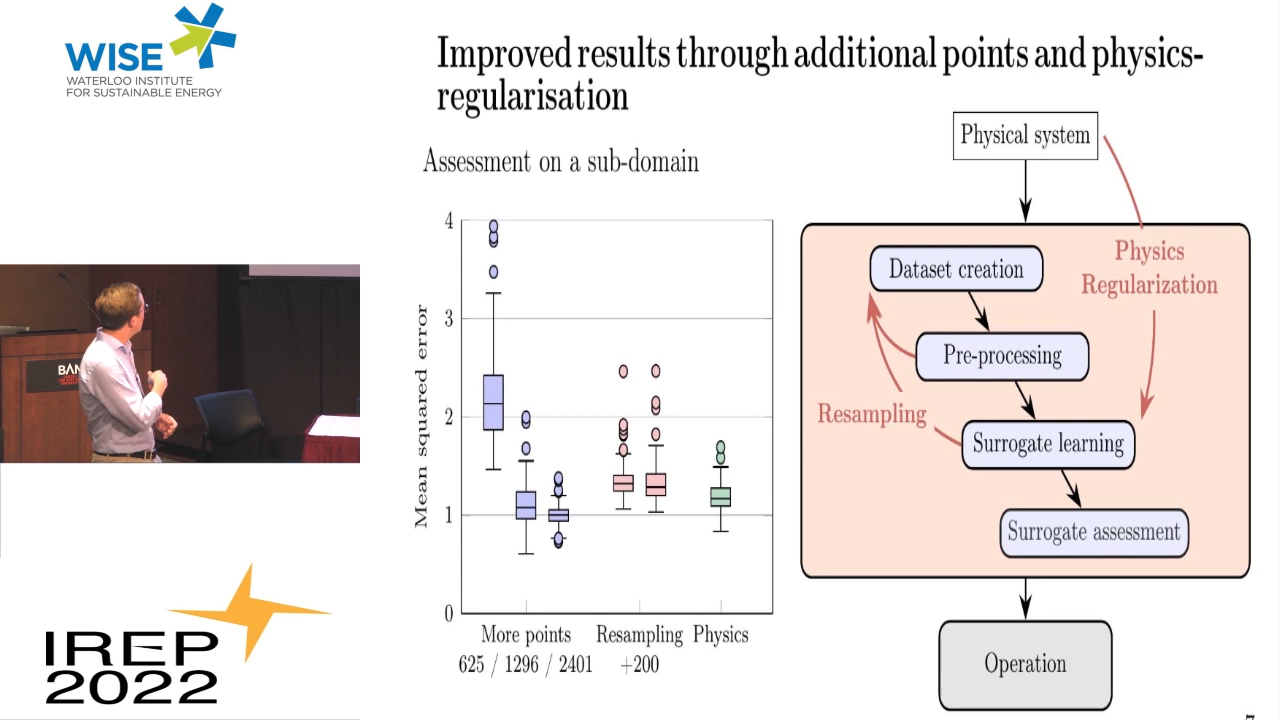 WISE
WATERLOO INSTITUTE
FOR SUSTAINABLE ENERGY
Improved results through additional points and physics-
regularisation
Assessment on a sub-domain
Mean squared error
4
3
2
1
0
More points
625 / 1296 / 2401
Resampling
+200
Physics
Physical system
Physics
Regularization
Dataset creation
Pre-processing
Resampling
Surrogate learning
Surrogate assessment
Operation
IREP
2022